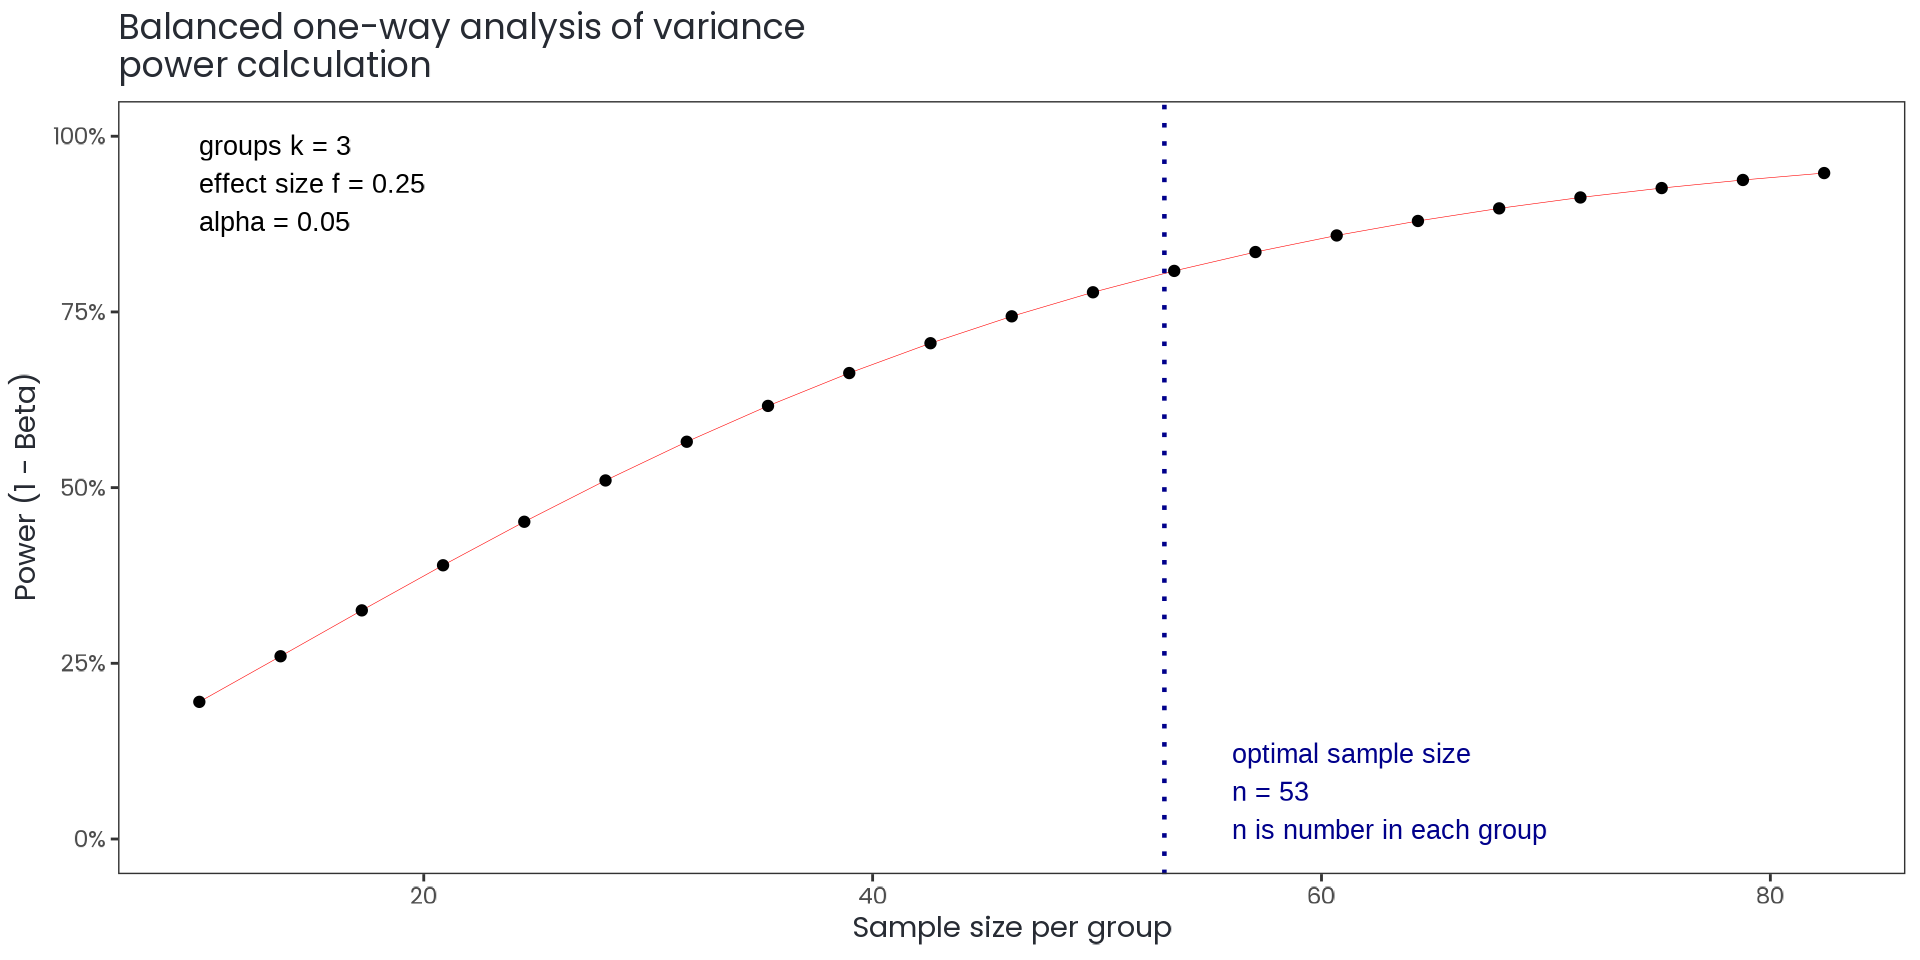 Balanced one-way analysis of variance
power calculation
100%
75%
50%
25%
0%
Power (1 - Beta)
groups k = 3
effect size f = 0.25
alpha = 0.05
optimal sample size
n = 53
n is number in each group
20
40
60
80
Sample size per group